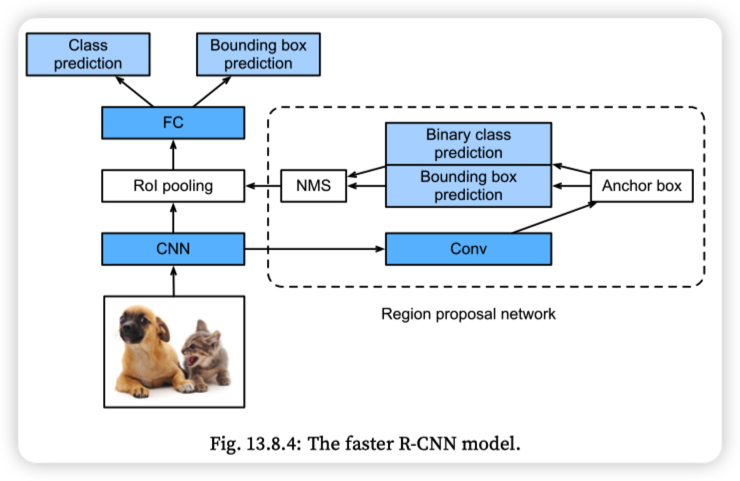 Class
prediction
Bounding box
prediction
FC
Binary class
prediction
RoI pooling
NMS
Bounding box
prediction
Anchor box
CNN
Conv
Region proposal network
Fig. 13.8.4: The faster R-CNN model.